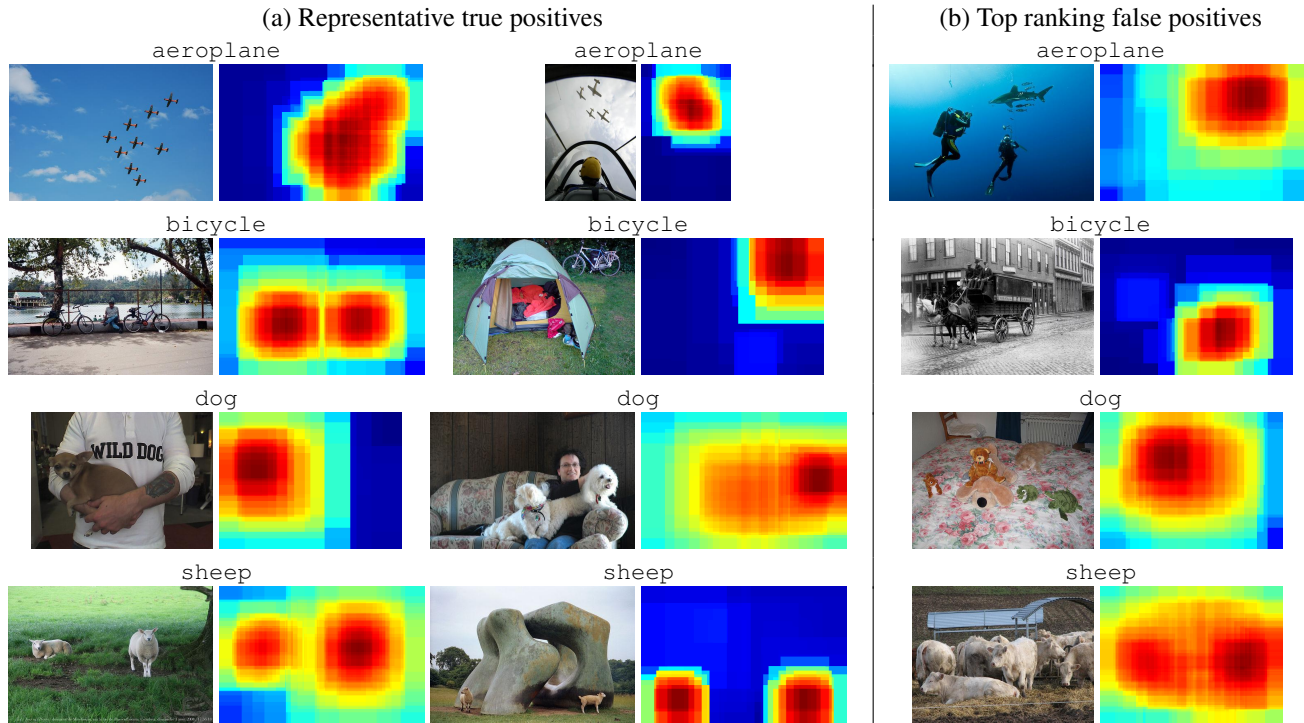 (a) Representative true positives
(b) Top ranking false positives
aeroplane
aeroplane
bicycle
bicycle
bicycle
dog
WILD DOG
dog
dog
sheep
sheep
sheep